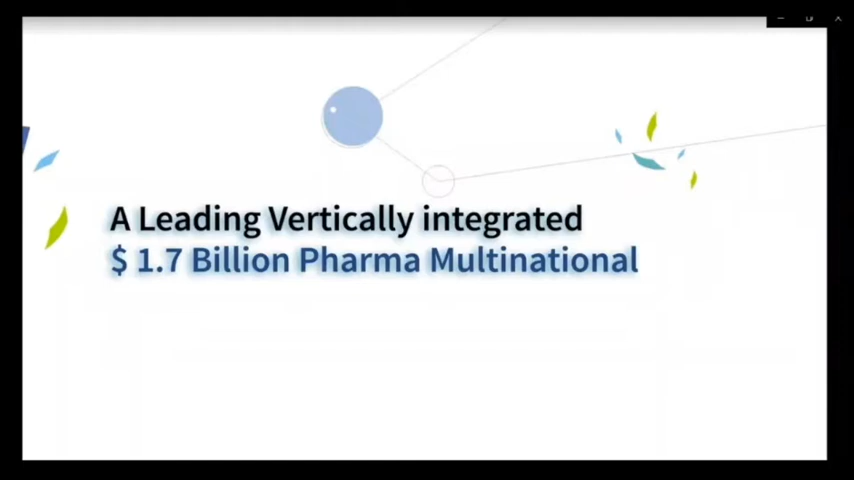 A Leading Vertically integrated
$ 1.7 Billion Pharma Multinational